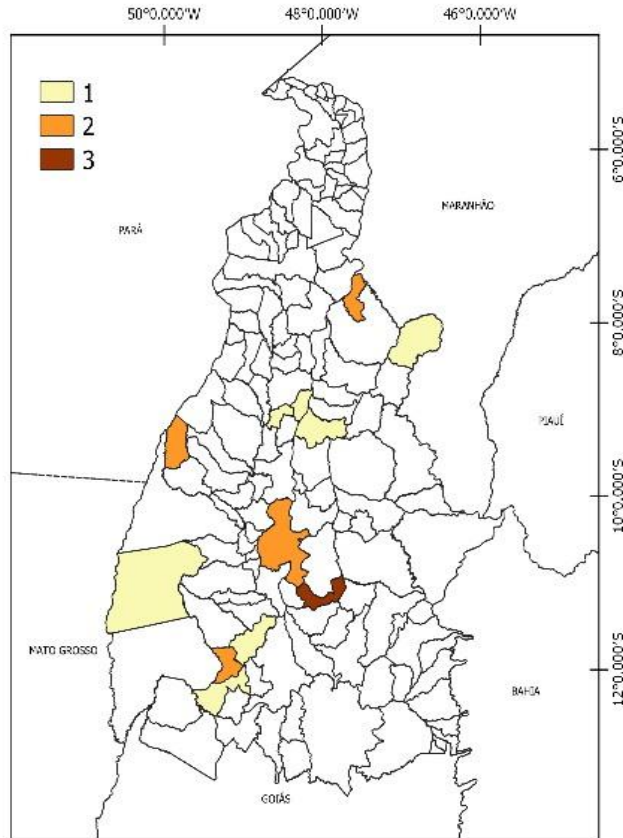 50°0.000'W 48°0.000'W 46°0.000'W
1
2
3
6°0.000'S
MARANHÃO
PARÁ
8°0.000'S
PIAUÍ
10°0.000'S
MATO GROSSO
12°0.000'S
BAHIA
GOIÁS